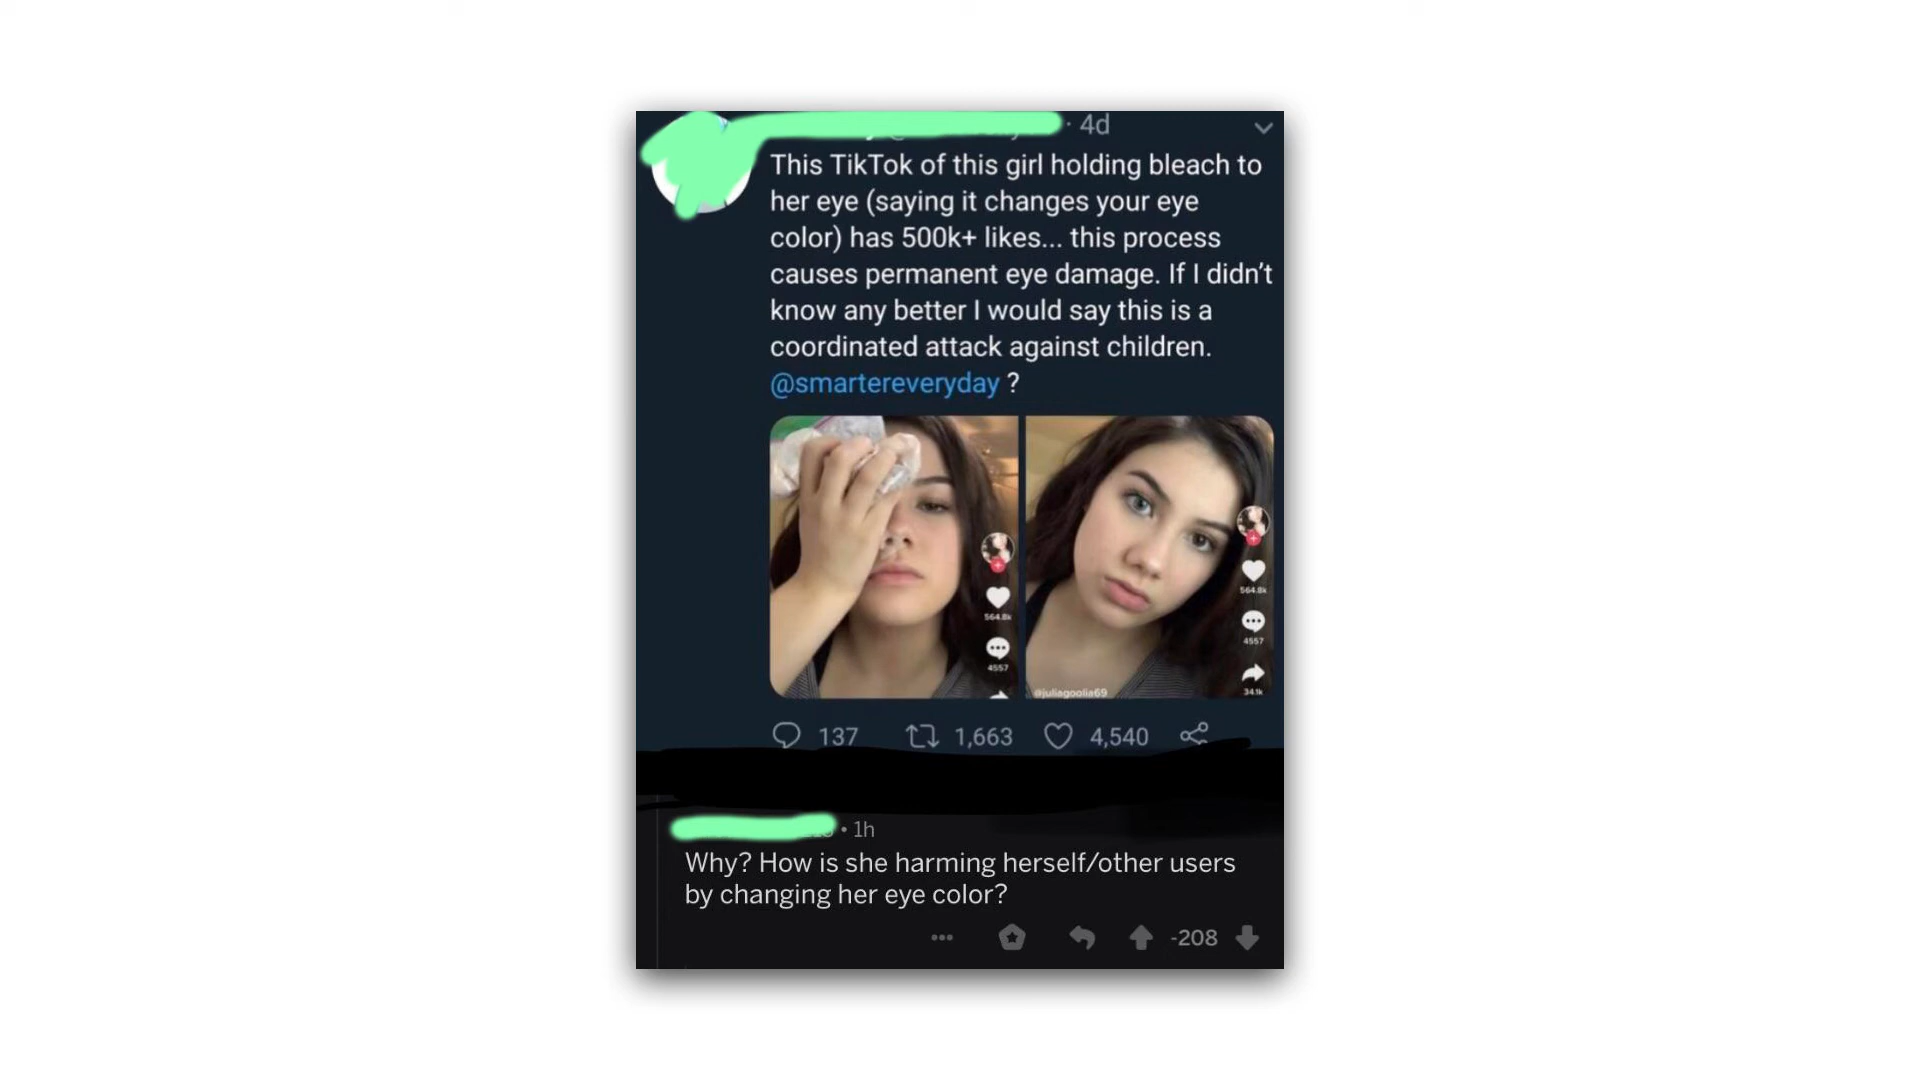 · 4d
This TikTok of this girl holding bleach to
her eye (saying it changes your eye
color) has 500k+ likes... this process
causes permanent eye damage. If I didn't
know any better I would say this is a
coordinated attack against children.
@smartereveryday ?
564.8k
4557
564.8k
4557
34.1k
@juliagoolia69
137 1,663 4,540
• 1h
Why? How is she harming herself/other users
by changing her eye color?
-208